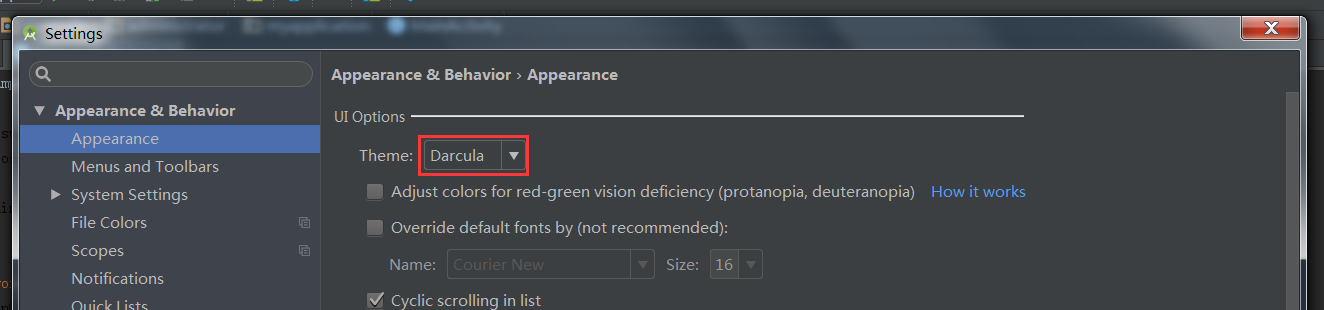 Settings
Appearance & Behavior › Appearance
Appearance & Behavior
Appearance
Menus and Toolbars
System Settings
File Colors
Scopes
Notifications
Quick Lists
UI Options
Theme: Darcula
Adjust colors for red-green vision deficiency (protanopia, deuteranopia) How it works
Override default fonts by (not recommended):
Name: Courier New Size: 16
Cyclic scrolling in list